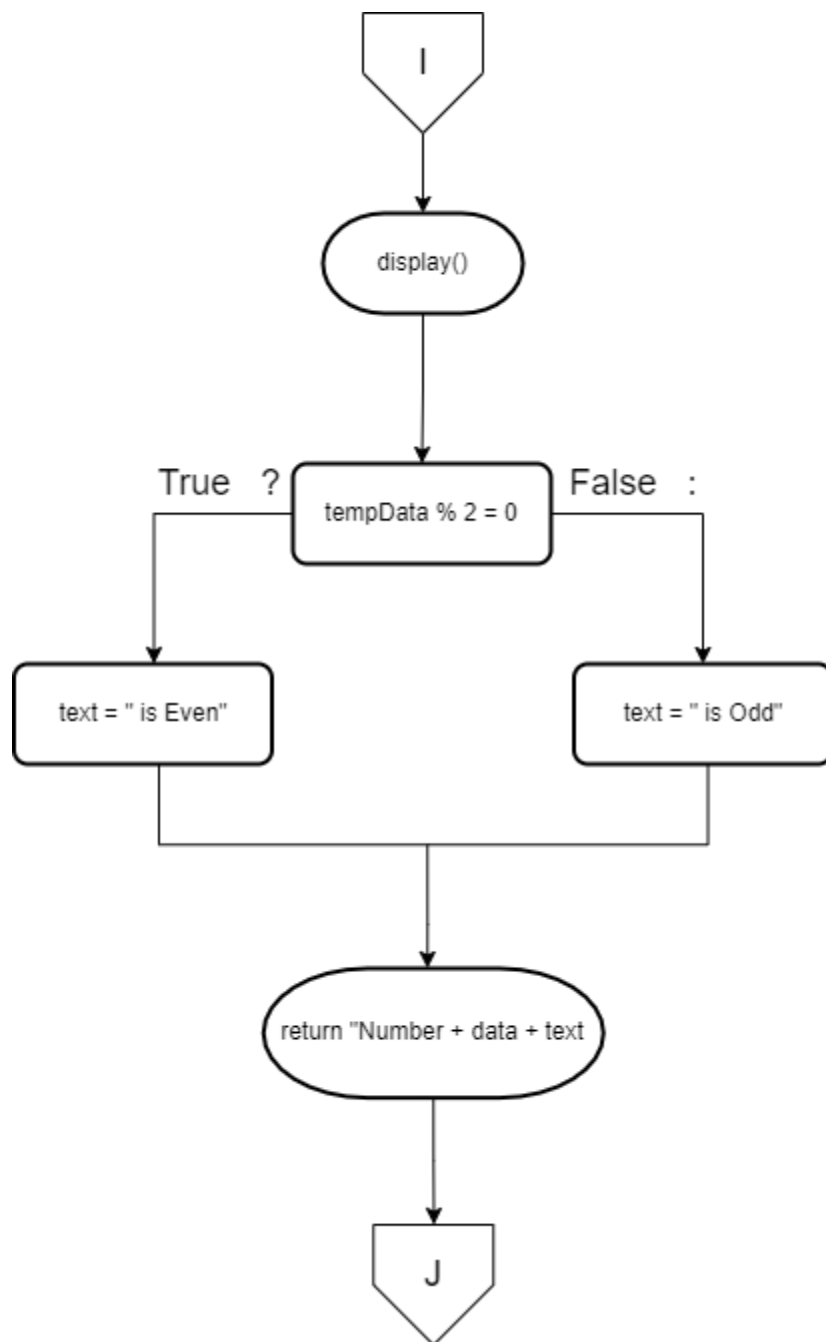 I
display()
True ?
tempData % 2 = 0
False :
text = " is Even"
text = " is Odd"
return "Number + data + text
J